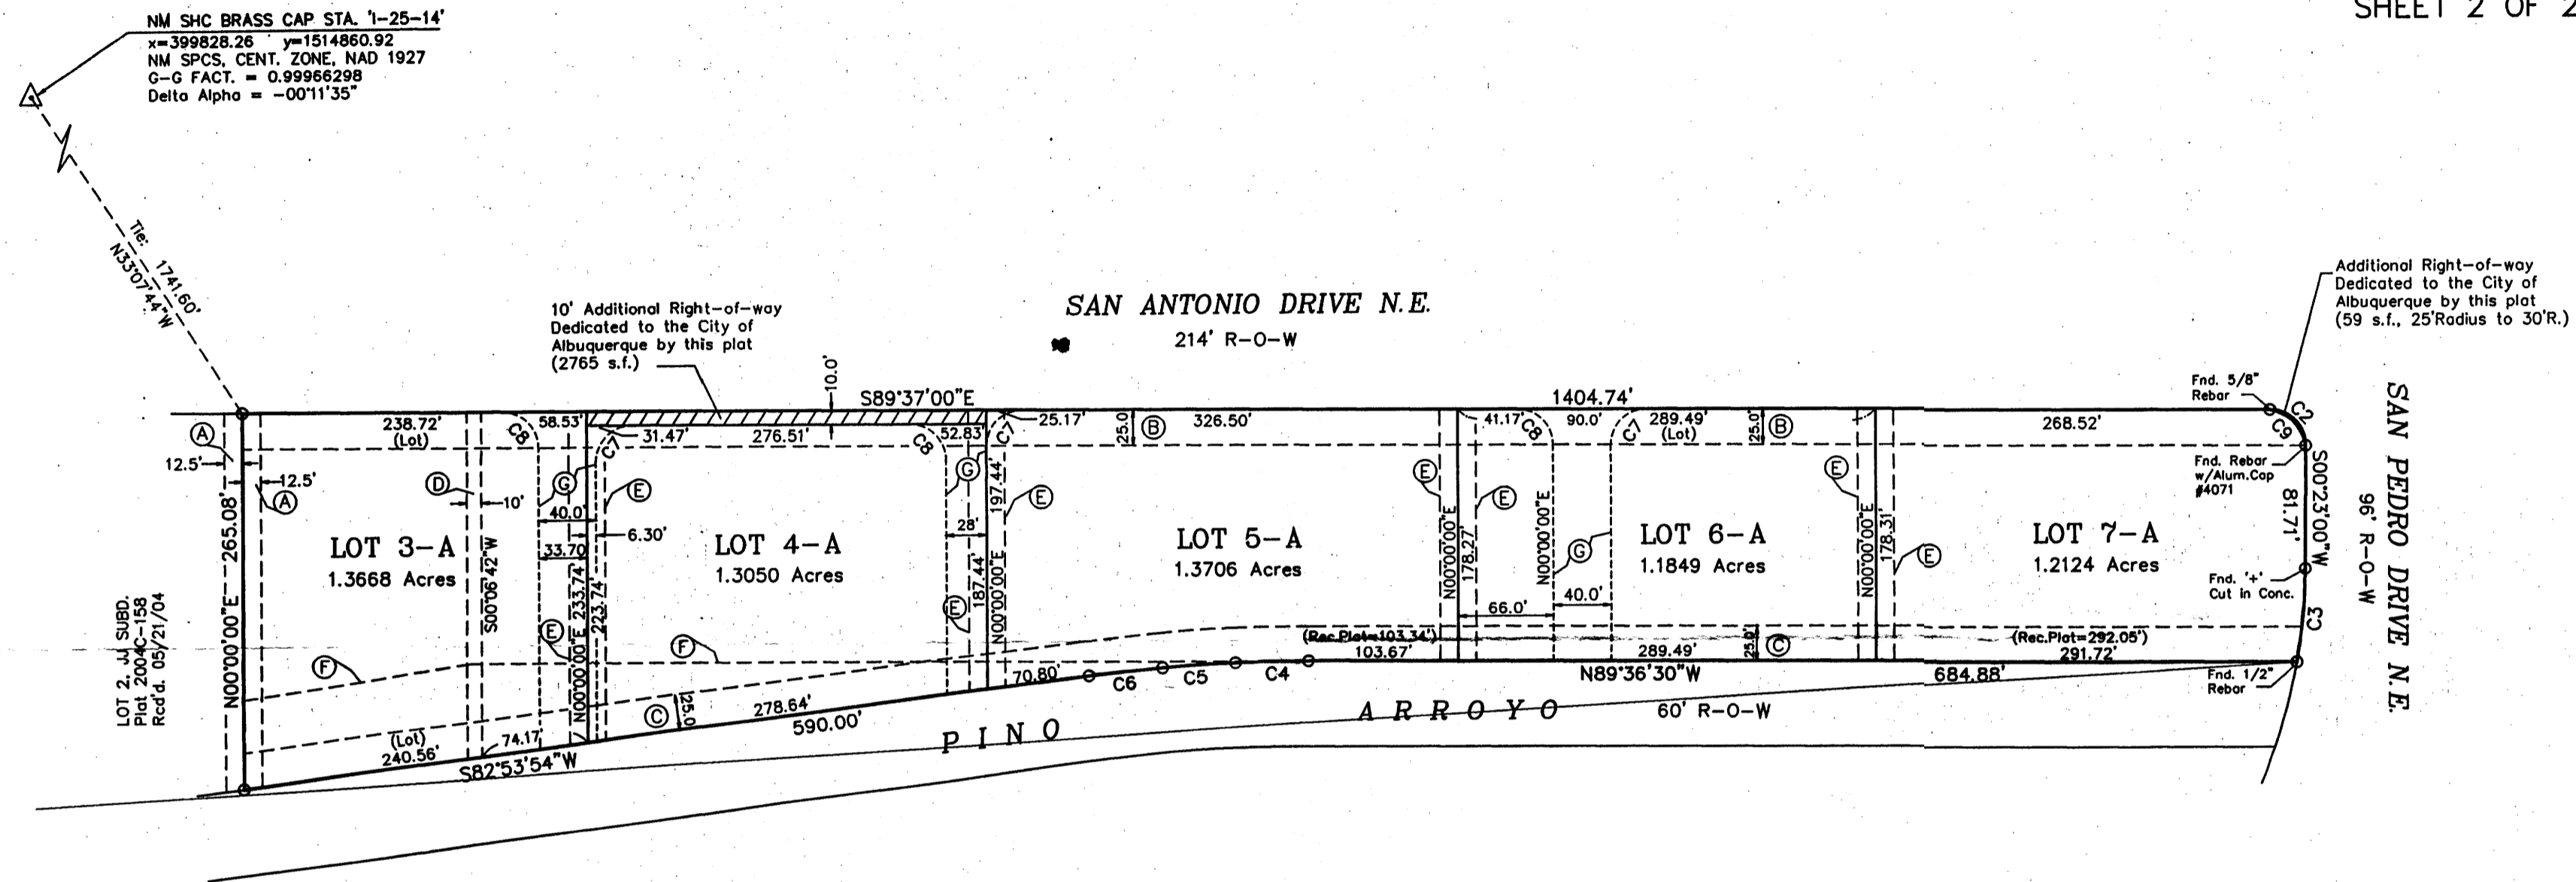 SHEET 2 OF 2
NM SHC BRASS CAP STA. 'I-25-14'
x=399828.26 y=1514860.92
NM SPCS, CENT. ZONE, NAD 1927
G-G FACT. = 0.99966298
Delta Alpha = -00°11'35"
Tie: 1741.60'
N33°07'44"W
10' Additional Right-of-way
Dedicated to the City of
Albuquerque by this plat
(2765 s.f.)
SAN ANTONIO DRIVE N.E.
214' R-O-W
Additional Right-of-way
Dedicated to the City of
Albuquerque by this plat
(59 s.f., 25'Radius to 30'R.)
10.0'
S89°37'00"E
1404.74'
Fnd. 5/8"
Rebar
C2
C9
238.72'
(Lot)
C8
58.53'
C7
31.47'
276.51'
C8
52.83'
C7
25.17'
25.0'
B
326.50'
41.17'
C8
90.0'
C7
289.49'
(Lot)
25.0'
B
268.52'
Fnd. Rebar
w/Alum.Cap
#4071
S00°23'00"W
81.71'
SAN PEDRO DRIVE N.E.
96' R-O-W
A
12.5'
12.5'
A
D
10'
G
40.0'
E
6.30'
33.70
G
28'
197.44'
E
E
E
E
E
LOT 3-A
1.3668 Acres
LOT 4-A
1.3050 Acres
LOT 5-A
1.3706 Acres
LOT 6-A
1.1849 Acres
LOT 7-A
1.2124 Acres
N00°00'00"E 265.08'
S00°06'42"W
N00°00'00"E 233.74'
223.74'
E
187.44'
E
N00°00'00"E
N00°00'00"E
178.27'
N00°00'00"E
G
66.0'
40.0'
N00°00'00"E
178.31'
Fnd. '+'
Cut in Conc.
C3
LOT 2, JJ SUBD.
Plat 2004C-158
Rcd'd. 05/21/04
F
F
(Rec.Plat=103.34')
103.67'
25.0'
C
(Rec.Plat=292.05')
291.72'
70.80'
C6
C5
C4
289.49'
N89°36'30"W
684.88'
Fnd. 1/2"
Rebar
C
25.0
278.64'
590.00'
(Lot)
240.56'
74.17'
S82°53'54"W
PINO ARROYO
60' R-O-W